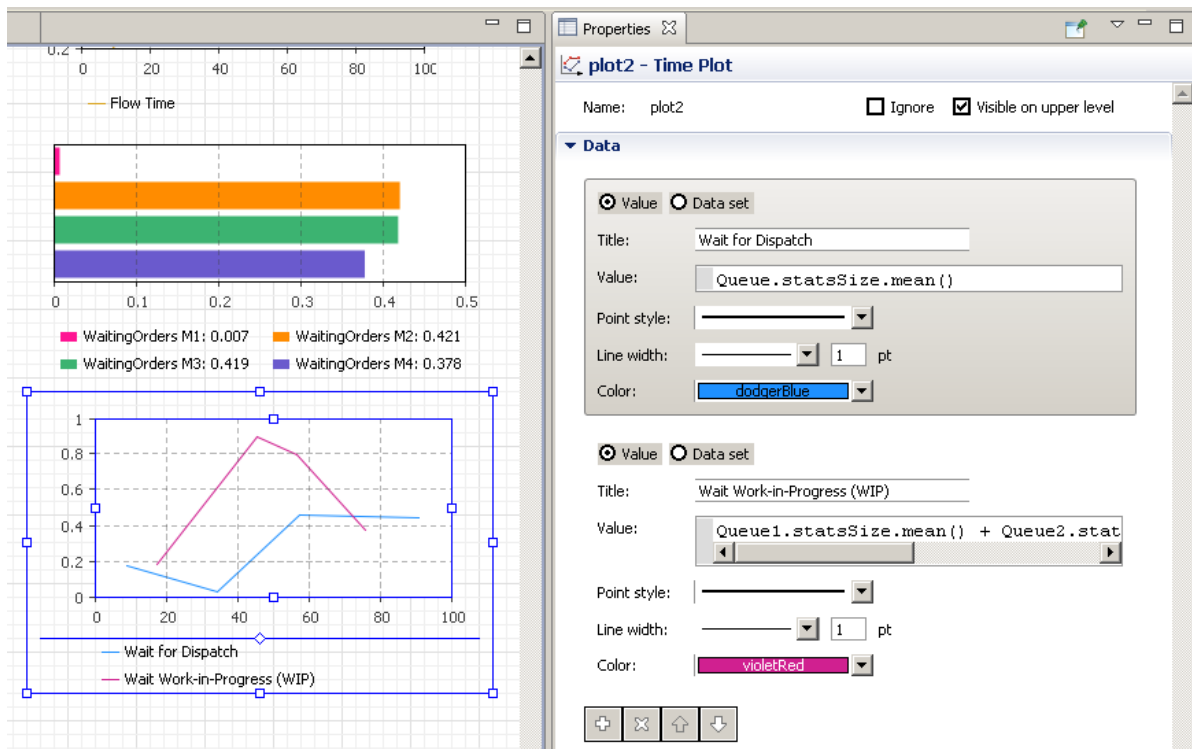 0.2
0 20 40 60 80 100
Flow Time
0 0.1 0.2 0.3 0.4 0.5
WaitingOrders M1: 0.007 WaitingOrders M2: 0.421
WaitingOrders M3: 0.419 WaitingOrders M4: 0.378
1
0.8
0.6
0.4
0.2
0
0 20 40 60 80 100
Wait for Dispatch
Wait Work-in-Progress (WIP)
Properties
plot2 - Time Plot
Name: plot2 Ignore Visible on upper level
Data
Value Data set
Title: Wait for Dispatch
Value: Queue.statsSize.mean()
Point style:
Line width: 1 pt
Color: dodgerBlue
Value Data set
Title: Wait Work-in-Progress (WIP)
Value: Queue1.statsSize.mean() + Queue2.stat
Point style:
Line width: 1 pt
Color: violetRed